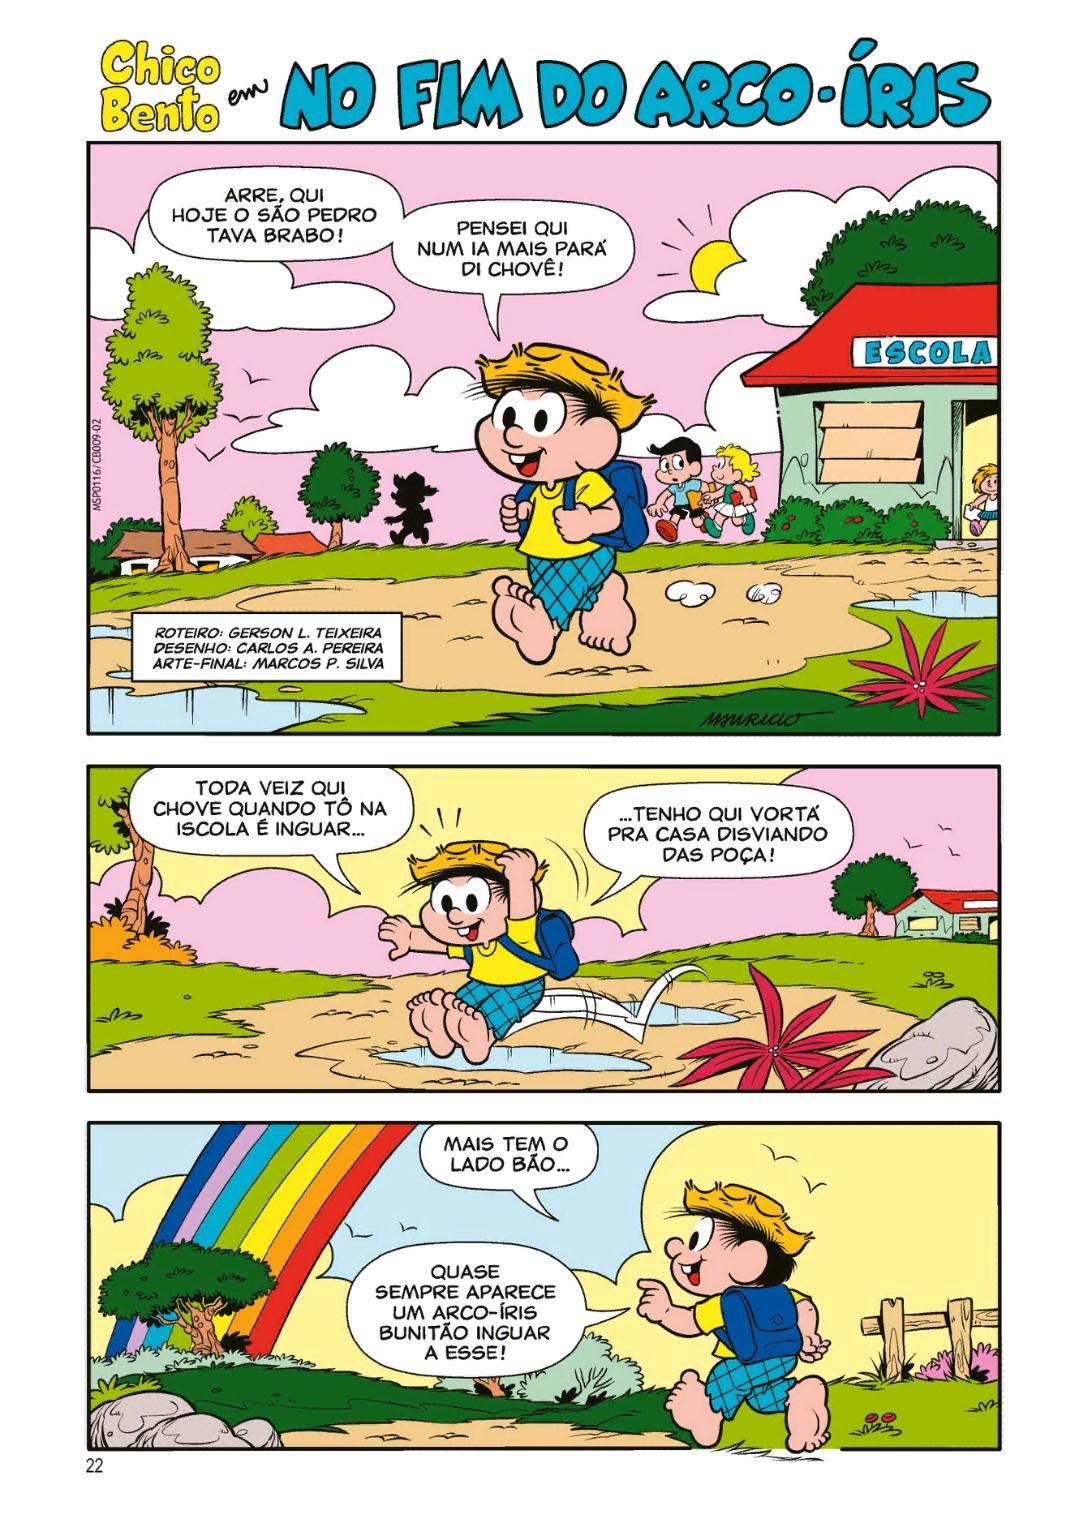 Chico
Bento
em
NO FIM DO ARCO-ÍRIS
ARRE, QUI
HOJE O SÃO PEDRO
TAVA BRABO!
PENSEI QUI
NUM IA MAIS PARÁ
DI CHOVÊ!
ESCOLA
MSP0116/CB009-02
ROTEIRO: GERSON L. TEIXEIRA
DESENHO: CARLOS A. PEREIRA
ARTE-FINAL: MARCOS P. SILVA
MAURICIO
TODA VEIZ QUI
CHOVE QUANDO TÔ NA
ISCOLA É INGUAR...
...TENHO QUI VORTÁ
PRA CASA DISVIANDO
DAS POÇA!
MAIS TEM O
LADO BÃO...
QUASE
SEMPRE APARECE
UM ARCO-ÍRIS
BUNITÃO INGUAR
A ESSE!
22